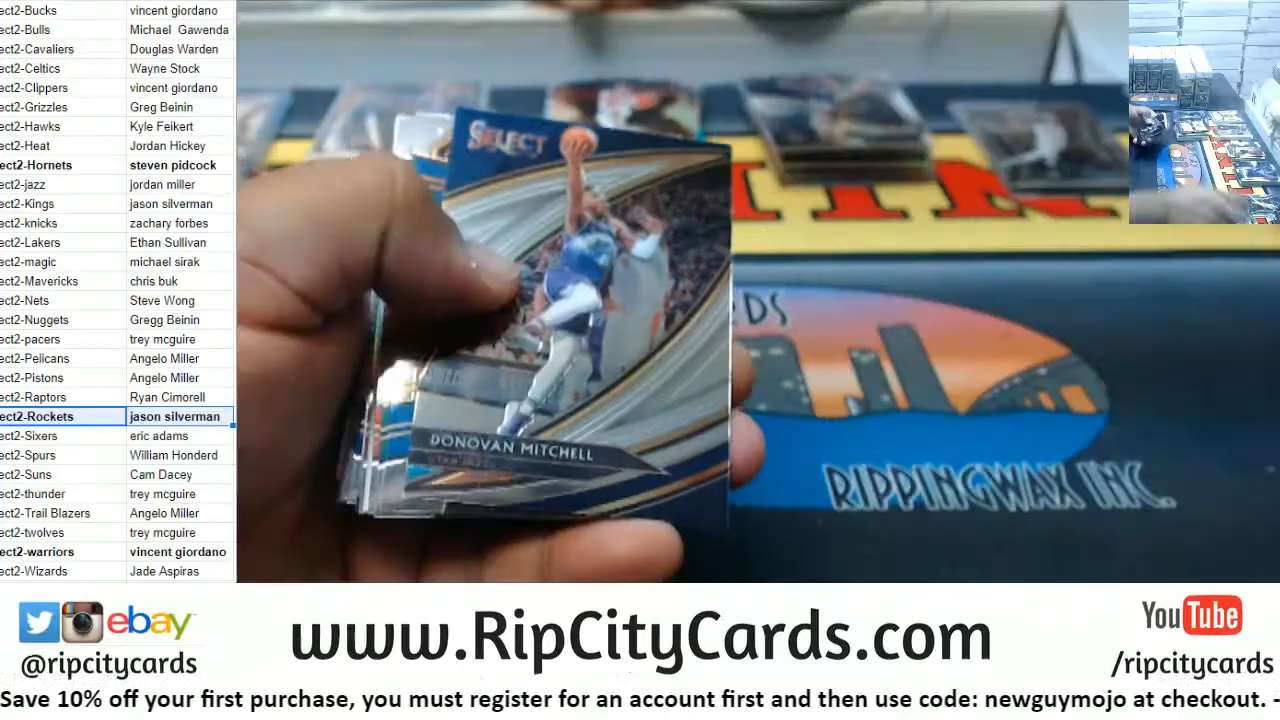 ect2-Bucks vincent giordano
ect2-Bulls Michael Gawenda
ect2-Cavaliers Douglas Warden
ect2-Celtics Wayne Stock
ect2-Clippers vincent giordano
ect2-Grizzles Greg Beinin
ect2-Hawks Kyle Feikert
ect2-Heat Jordan Hickey
ect2-Hornets steven pidcock
ect2-jazz jordan miller
ect2-Kings jason silverman
ect2-knicks zachary forbes
ect2-Lakers Ethan Sullivan
ect2-magic michael sirak
ect2-Mavericks chris buk
ect2-Nets Steve Wong
ect2-Nuggets Gregg Beinin
ect2-pacers trey mcguire
ect2-Pelicans Angelo Miller
ect2-Pistons Angelo Miller
ect2-Raptors Ryan Cimorell
ect2-Rockets jason silverman
ect2-Sixers eric adams
ect2-Spurs William Honderd
ect2-Suns Cam Dacey
ect2-thunder trey mcguire
ect2-Trail Blazers Angelo Miller
ect2-twolves trey mcguire
ect2-warriors vincent giordano
ect2-Wizards Jade Aspiras
SELECT
DONOVAN MITCHELL
RDS
RIPPINGWAX INC.
ebay
@ripcitycards
www.RipCityCards.com
YouTube
/ripcitycards
Save 10% off your first purchase, you must register for an account first and then use code: newguymojo at checkout. -